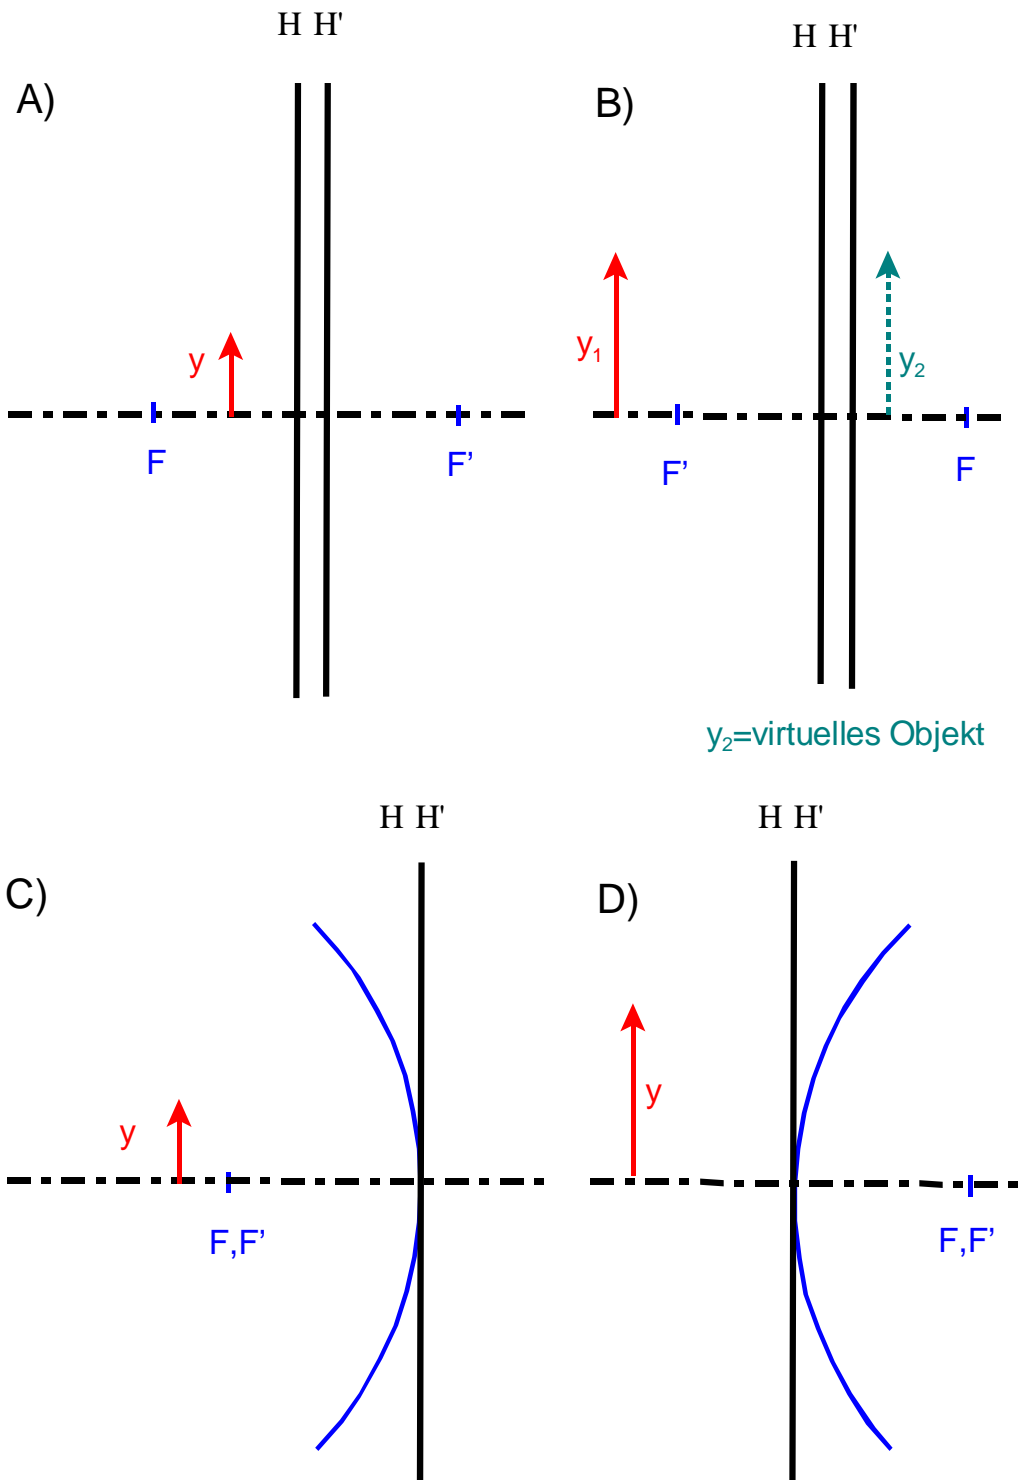 H H'
H H'
A)
B)
y
y₁
y₂
F
F’
F’
F
y₂=virtuelles Objekt
H H'
H H'
C)
D)
y
y
F,F’
F,F’